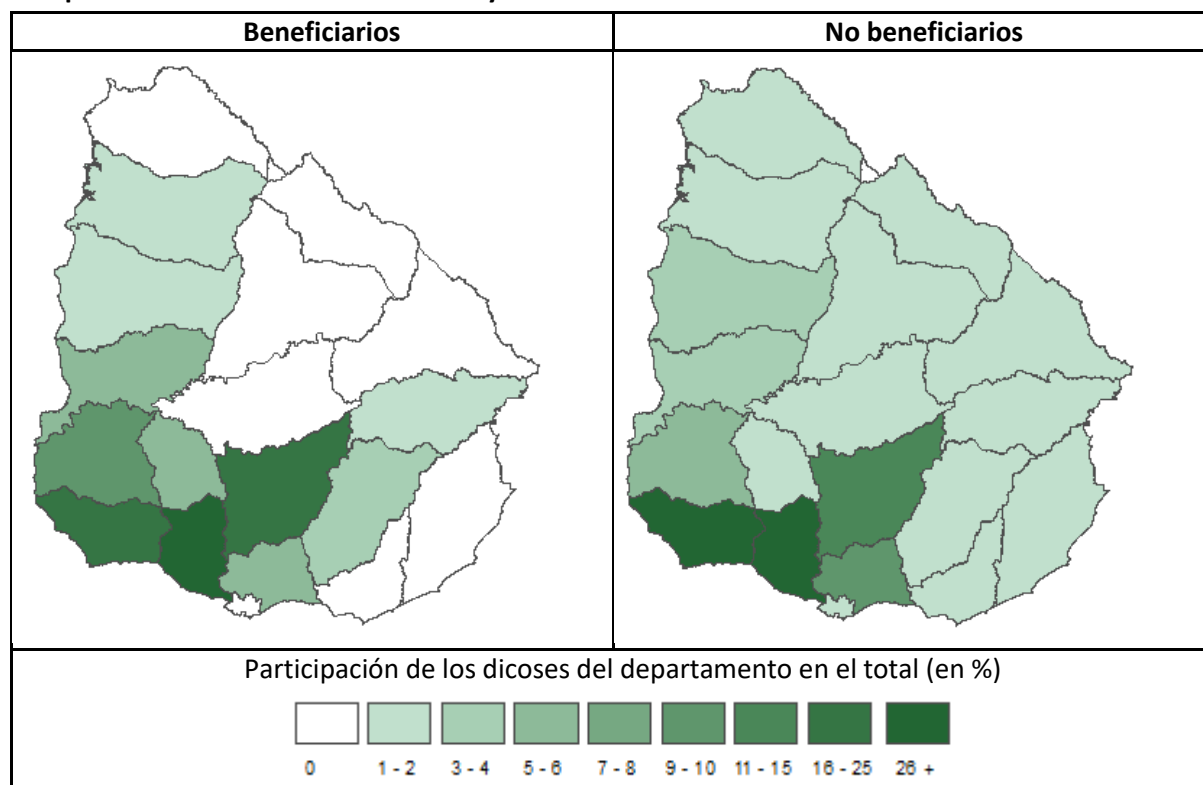 Beneficiarios
No beneficiarios
Participación de los dicoses del departamento en el total (en %)
0 1 - 2 3 - 4 5 - 6 7 - 8 9 - 10 11 - 15 16 - 25 26 +